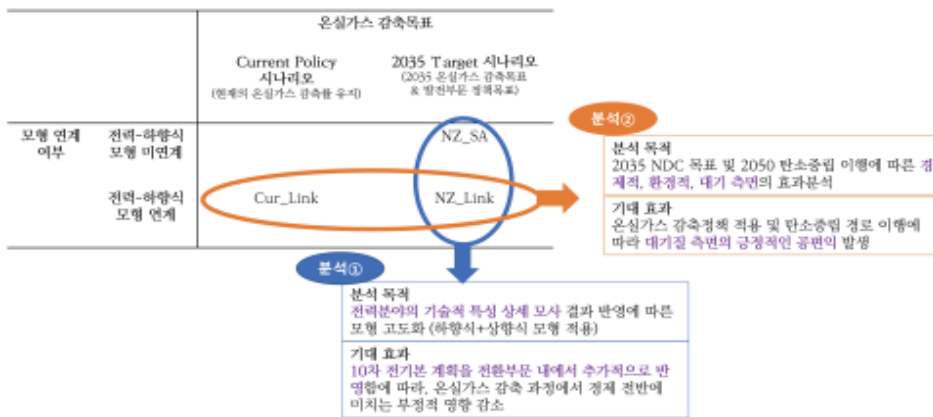 온실가스 감축목표
Current Policy
시나리오
(현재의 온실가스 감축률 유지)
2035 Target 시나리오
(2035 온실가스 감축목표
& 발전부문 정책목표)
모형 연계
여부
전력-하향식
모형 미연계
NZ_SA
전력-하향식
모형 연계
Cur_Link
NZ_Link
분석②
분석 목적
2035 NDC 목표 및 2050 탄소중립 이행에 따른 경
제적, 환경적, 대기 측면의 효과분석
기대 효과
온실가스 감축정책 적용 및 탄소중립 경로 이행에
따라 대기질 측면의 긍정적인 공편익 발생
분석①
분석 목적
전력분야의 기술적 특성 상세 모사 결과 반영에 따른
모형 고도화 (하향식+상향식 모형 적용)
기대 효과
10차 전기본 계획을 전환부문 내에서 추가적으로 반
영함에 따라, 온실가스 감축 과정에서 경제 전반에
미치는 부정적 영향 감소